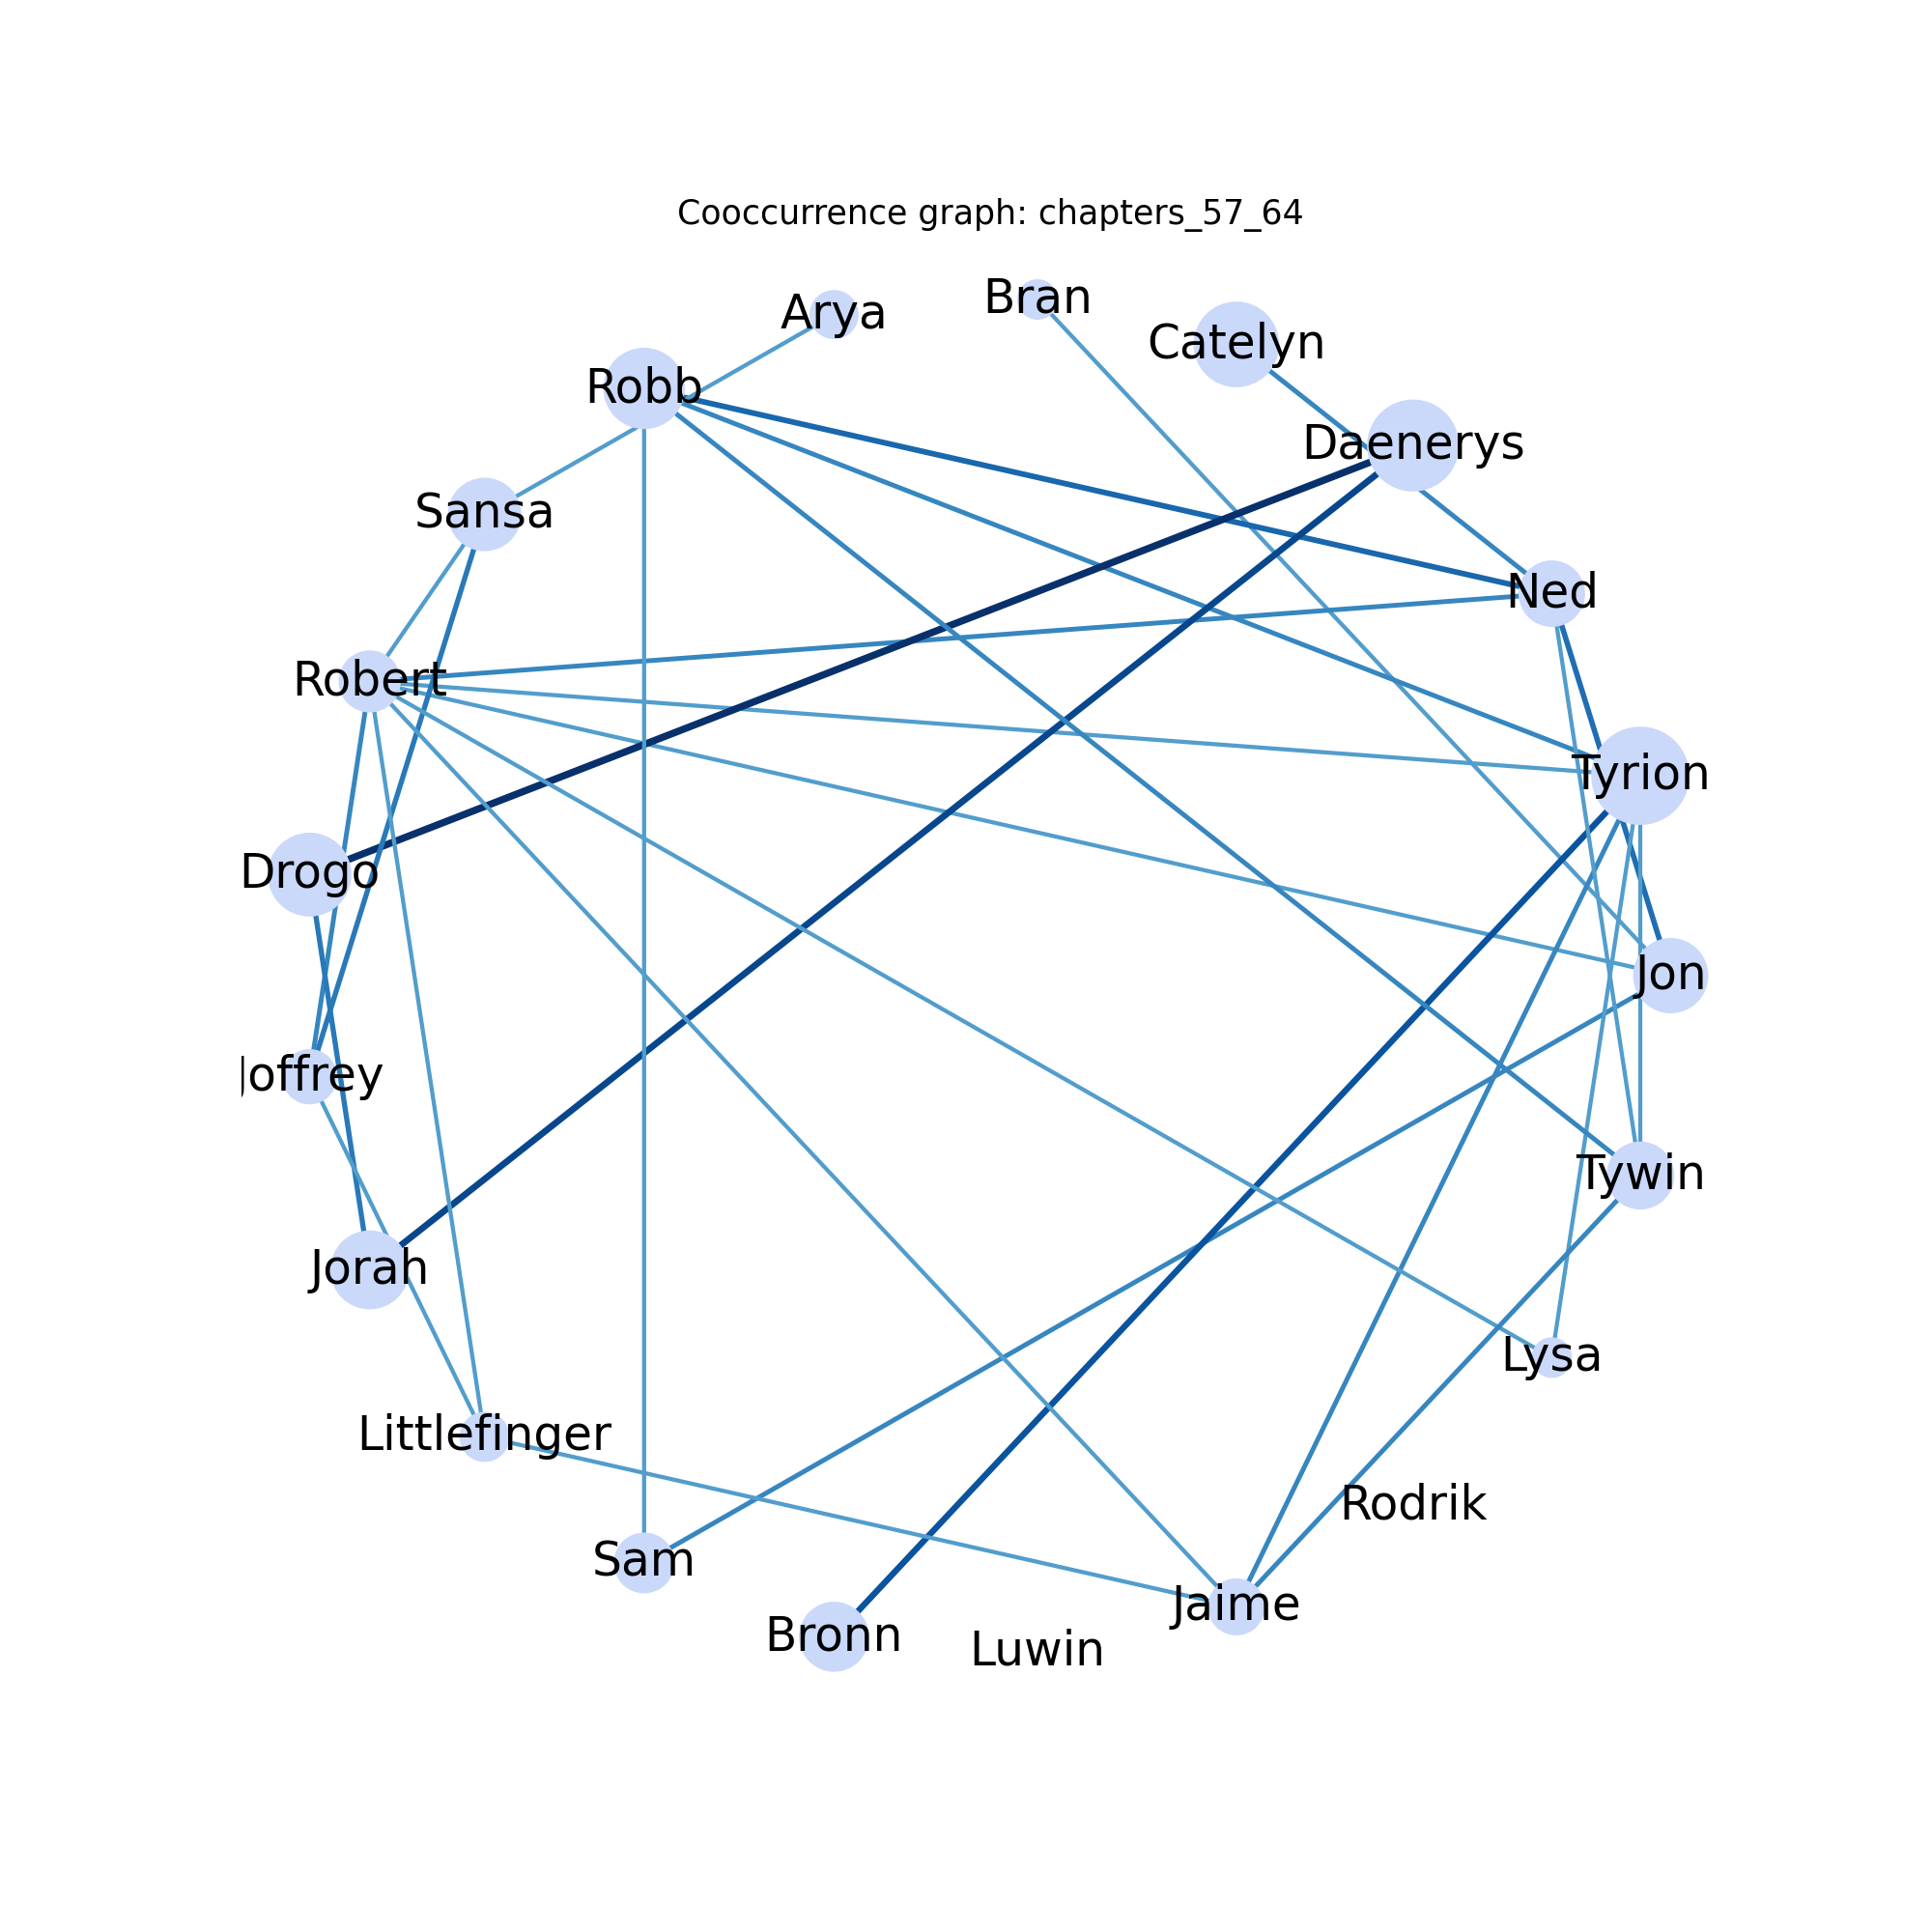 Cooccurrence graph: chapters_57_64
Bran
Arya
Catelyn
Robb
Daenerys
Sansa
Ned
Robert
Tyrion
Drogo
Jon
Joffrey
Tywin
Jorah
Lysa
Littlefinger
Rodrik
Sam
Jaime
Bronn
Luwin